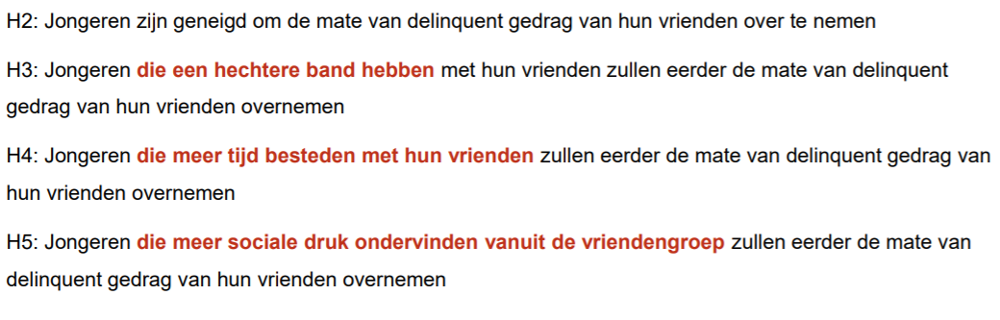 H2: Jongeren zijn geneigd om de mate van delinquent gedrag van hun vrienden over te nemen
H3: Jongeren die een hechtere band hebben met hun vrienden zullen eerder de mate van delinquent
gedrag van hun vrienden overnemen
H4: Jongeren die meer tijd besteden met hun vrienden zullen eerder de mate van delinquent gedrag van
hun vrienden overnemen
H5: Jongeren die meer sociale druk ondervinden vanuit de vriendengroep zullen eerder de mate van
delinquent gedrag van hun vrienden overnemen